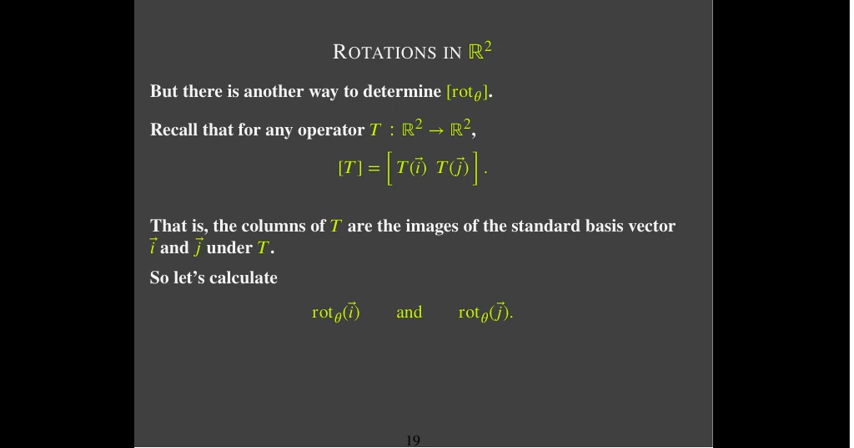 ROTATIONS IN ℝ²
But there is another way to determine [rot_θ].
Recall that for any operator T : ℝ² → ℝ²,
[T] = [ T(i⃗) T(j⃗) ] .
That is, the columns of T are the images of the standard basis vector
i⃗ and j⃗ under T.
So let's calculate
rot_θ(i⃗) and rot_θ(j⃗).
19